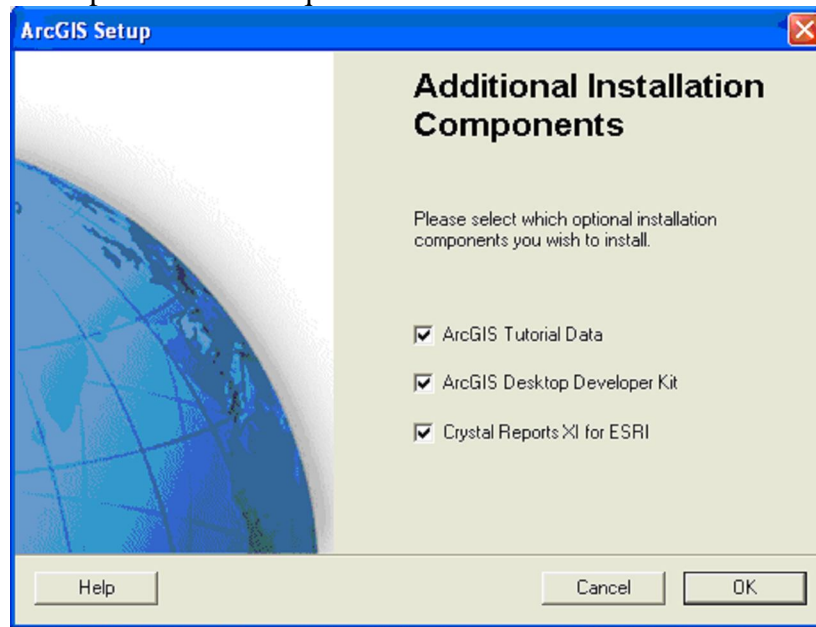 ArcGIS Setup
Additional Installation
Components
Please select which optional installation
components you wish to install.
ArcGIS Tutorial Data
ArcGIS Desktop Developer Kit
Crystal Reports XI for ESRI
Help
Cancel
OK